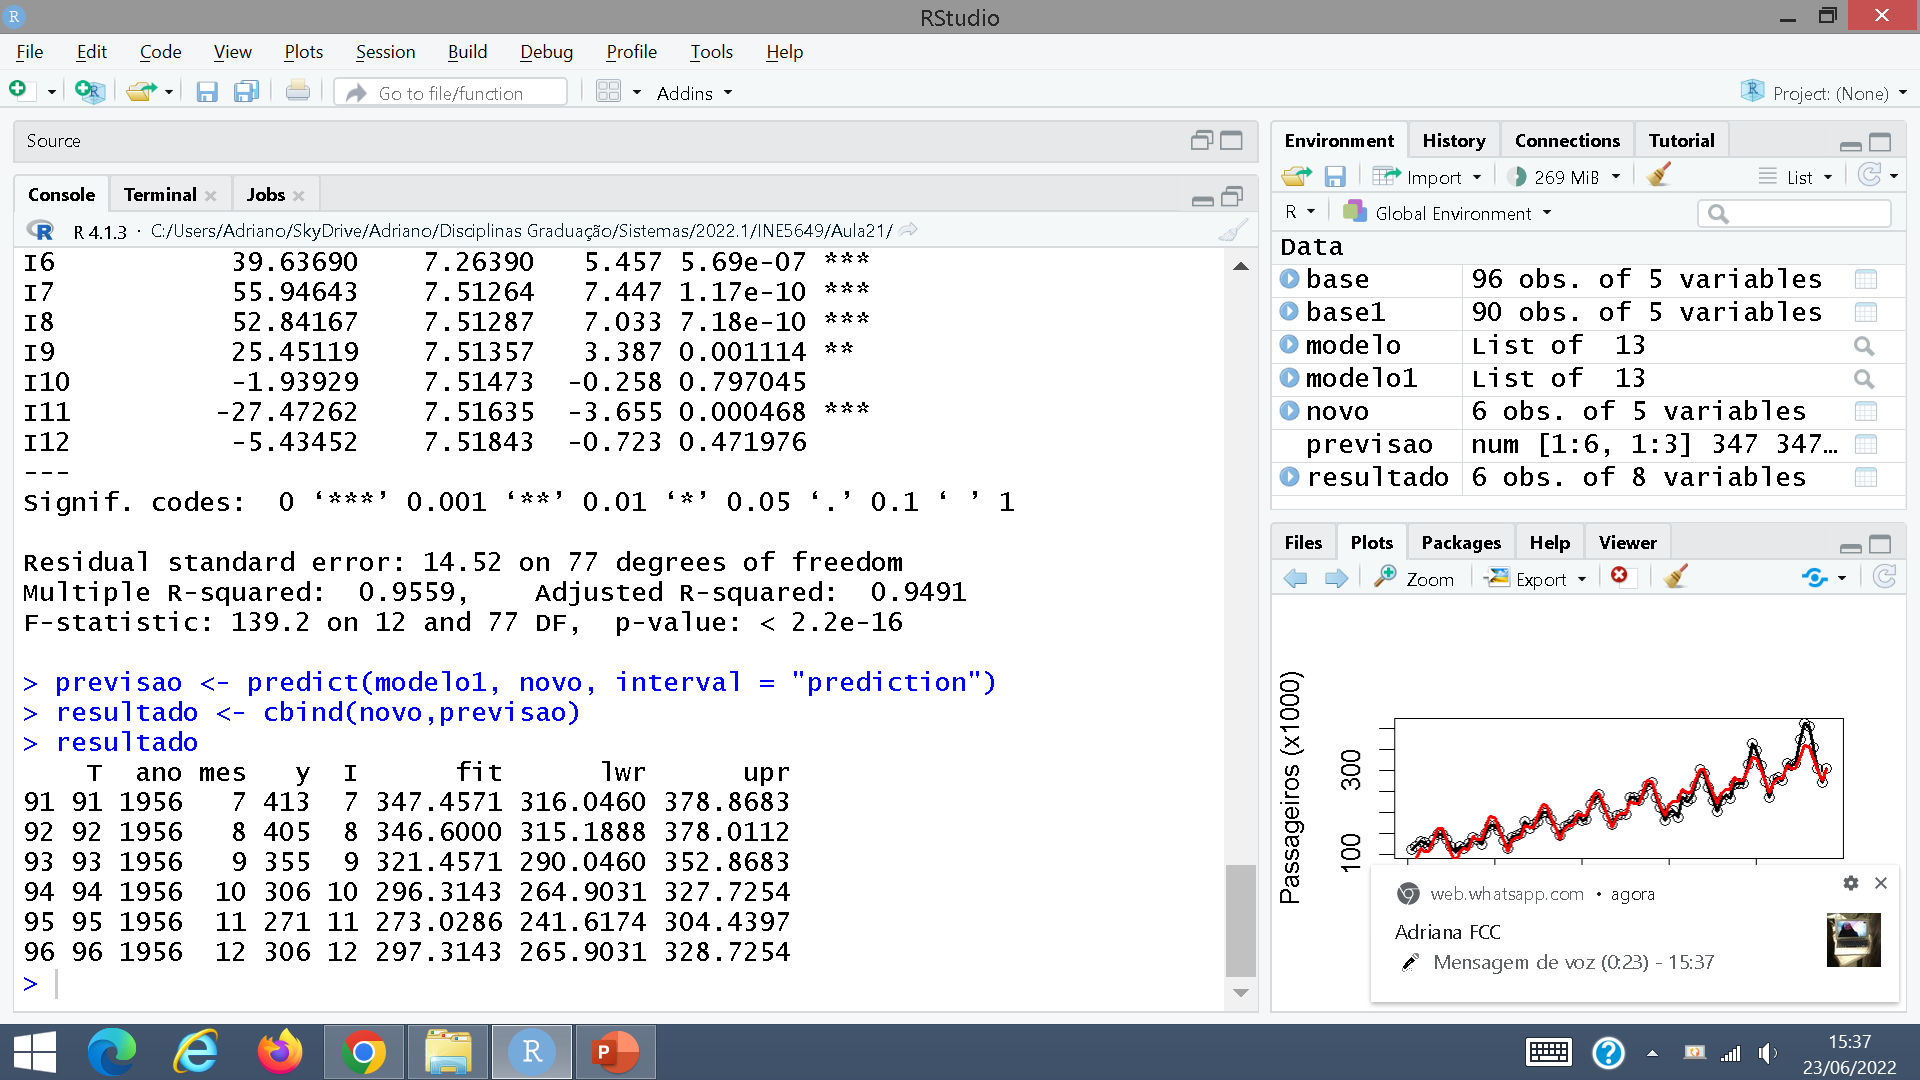 RStudio
File Edit Code View Plots Session Build Debug Profile Tools Help
Go to file/function Addins Project: (None)
Source
Console Terminal Jobs
R 4.1.3 · C:/Users/Adriano/SkyDrive/Adriano/Disciplinas Graduação/Sistemas/2022.1/INE5649/Aula21/
I6 39.63690 7.26390 5.457 5.69e-07 ***
I7 55.94643 7.51264 7.447 1.17e-10 ***
I8 52.84167 7.51287 7.033 7.18e-10 ***
I9 25.45119 7.51357 3.387 0.001114 **
I10 -1.93929 7.51473 -0.258 0.797045
I11 -27.47262 7.51635 -3.655 0.000468 ***
I12 -5.43452 7.51843 -0.723 0.471976
---
Signif. codes:  0 ‘***’ 0.001 ‘**’ 0.01 ‘*’ 0.05 ‘.’ 0.1 ‘ ’ 1
Residual standard error: 14.52 on 77 degrees of freedom
Multiple R-squared:  0.9559,    Adjusted R-squared:  0.9491
F-statistic: 139.2 on 12 and 77 DF,  p-value: < 2.2e-16
> previsao <- predict(modelo1, novo, interval = "prediction")
> resultado <- cbind(novo,previsao)
> resultado
T ano mes y I fit lwr upr
91 91 1956 7 413 7 347.4571 316.0460 378.8683
92 92 1956 8 405 8 346.6000 315.1888 378.0112
93 93 1956 9 355 9 321.4571 290.0460 352.8683
94 94 1956 10 306 10 296.3143 264.9031 327.7254
95 95 1956 11 271 11 273.0286 241.6174 304.4397
96 96 1956 12 306 12 297.3143 265.9031 328.7254
>
Environment History Connections Tutorial
Import 269 MiB List
R Global Environment
Data
base 96 obs. of 5 variables
base1 90 obs. of 5 variables
modelo List of  13
modelo1 List of  13
novo 6 obs. of 5 variables
previsao num [1:6, 1:3] 347 347…
resultado 6 obs. of 8 variables
Files Plots Packages Help Viewer
Zoom Export
Passageiros (x1000)
300
100
web.whatsapp.com • agora
Adriana FCC
Mensagem de voz (0:23) - 15:37
15:37
23/06/2022